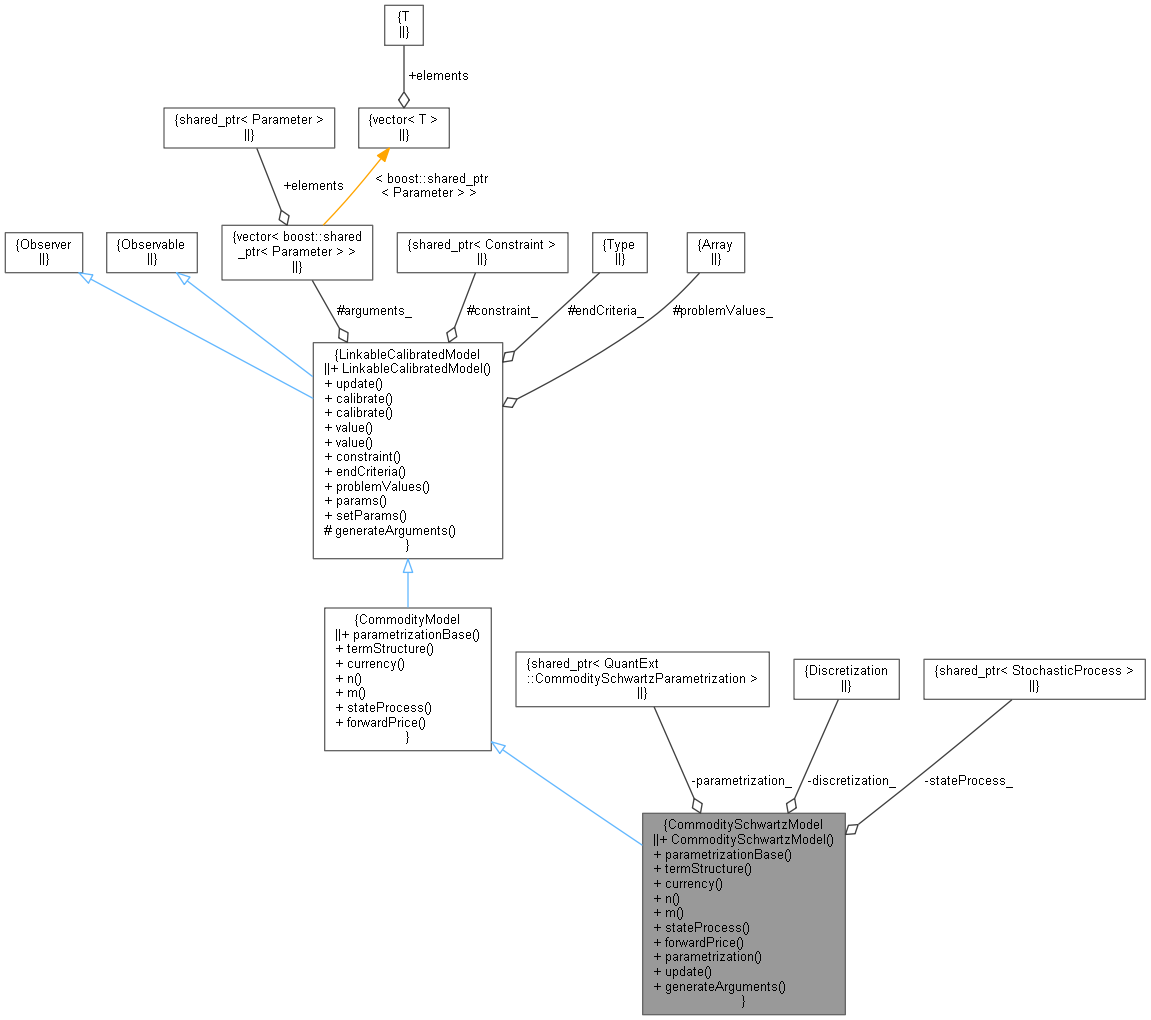 {T
||}
+elements
{shared_ptr< Parameter >
||}
{vector< T >
||}
+elements
< boost::shared_ptr
< Parameter > >
{Observer
||}
{Observable
||}
{vector< boost::shared
_ptr< Parameter > >
||}
{shared_ptr< Constraint >
||}
{Type
||}
{Array
||}
#arguments_
#constraint_
#endCriteria_
#problemValues_
{LinkableCalibratedModel
||+ LinkableCalibratedModel()
+ update()
+ calibrate()
+ calibrate()
+ value()
+ value()
+ constraint()
+ endCriteria()
+ problemValues()
+ params()
+ setParams()
# generateArguments()
}
{CommodityModel
||+ parametrizationBase()
+ termStructure()
+ currency()
+ n()
+ m()
+ stateProcess()
+ forwardPrice()
}
{shared_ptr< QuantExt
::CommoditySchwartzParametrization >
||}
{Discretization
||}
{shared_ptr< StochasticProcess >
||}
-parametrization_
-discretization_
-stateProcess_
{CommoditySchwartzModel
||+ CommoditySchwartzModel()
+ parametrizationBase()
+ termStructure()
+ currency()
+ n()
+ m()
+ stateProcess()
+ forwardPrice()
+ parametrization()
+ update()
+ generateArguments()
}